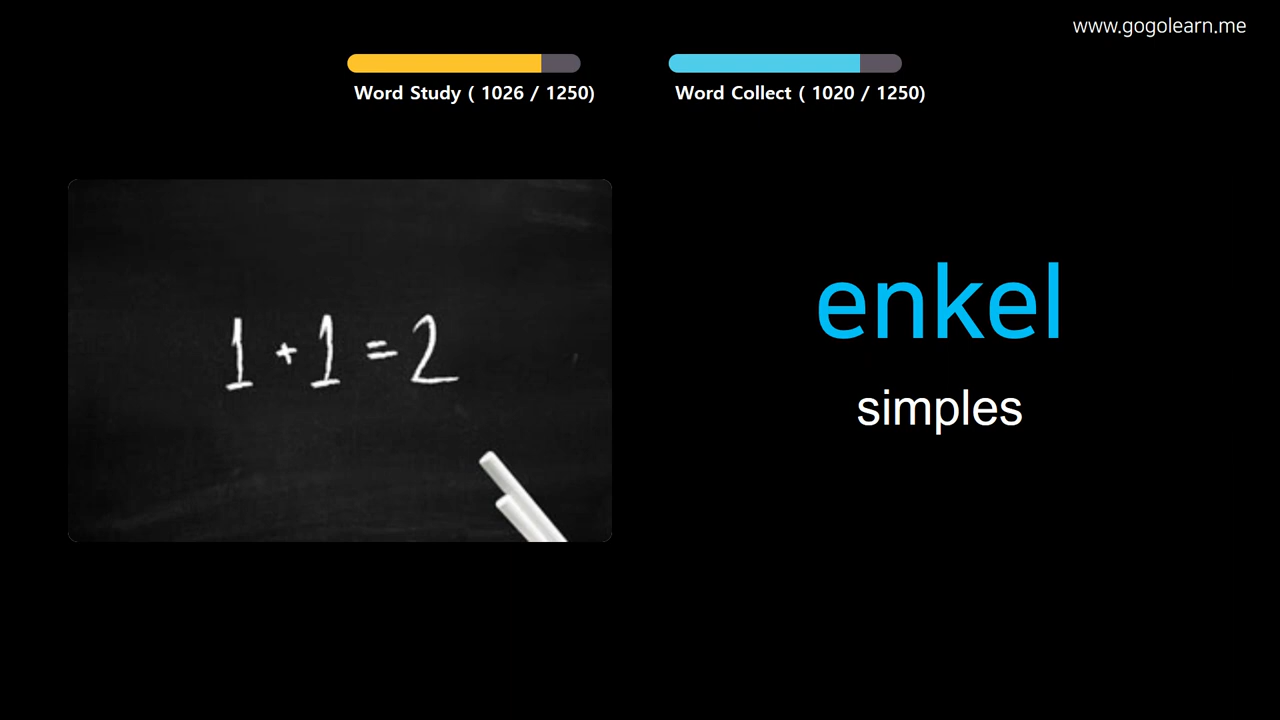 www.gogolearn.me
Word Study ( 1026 / 1250)
Word Collect ( 1020 / 1250)
1 + 1 = 2
enkel
simples